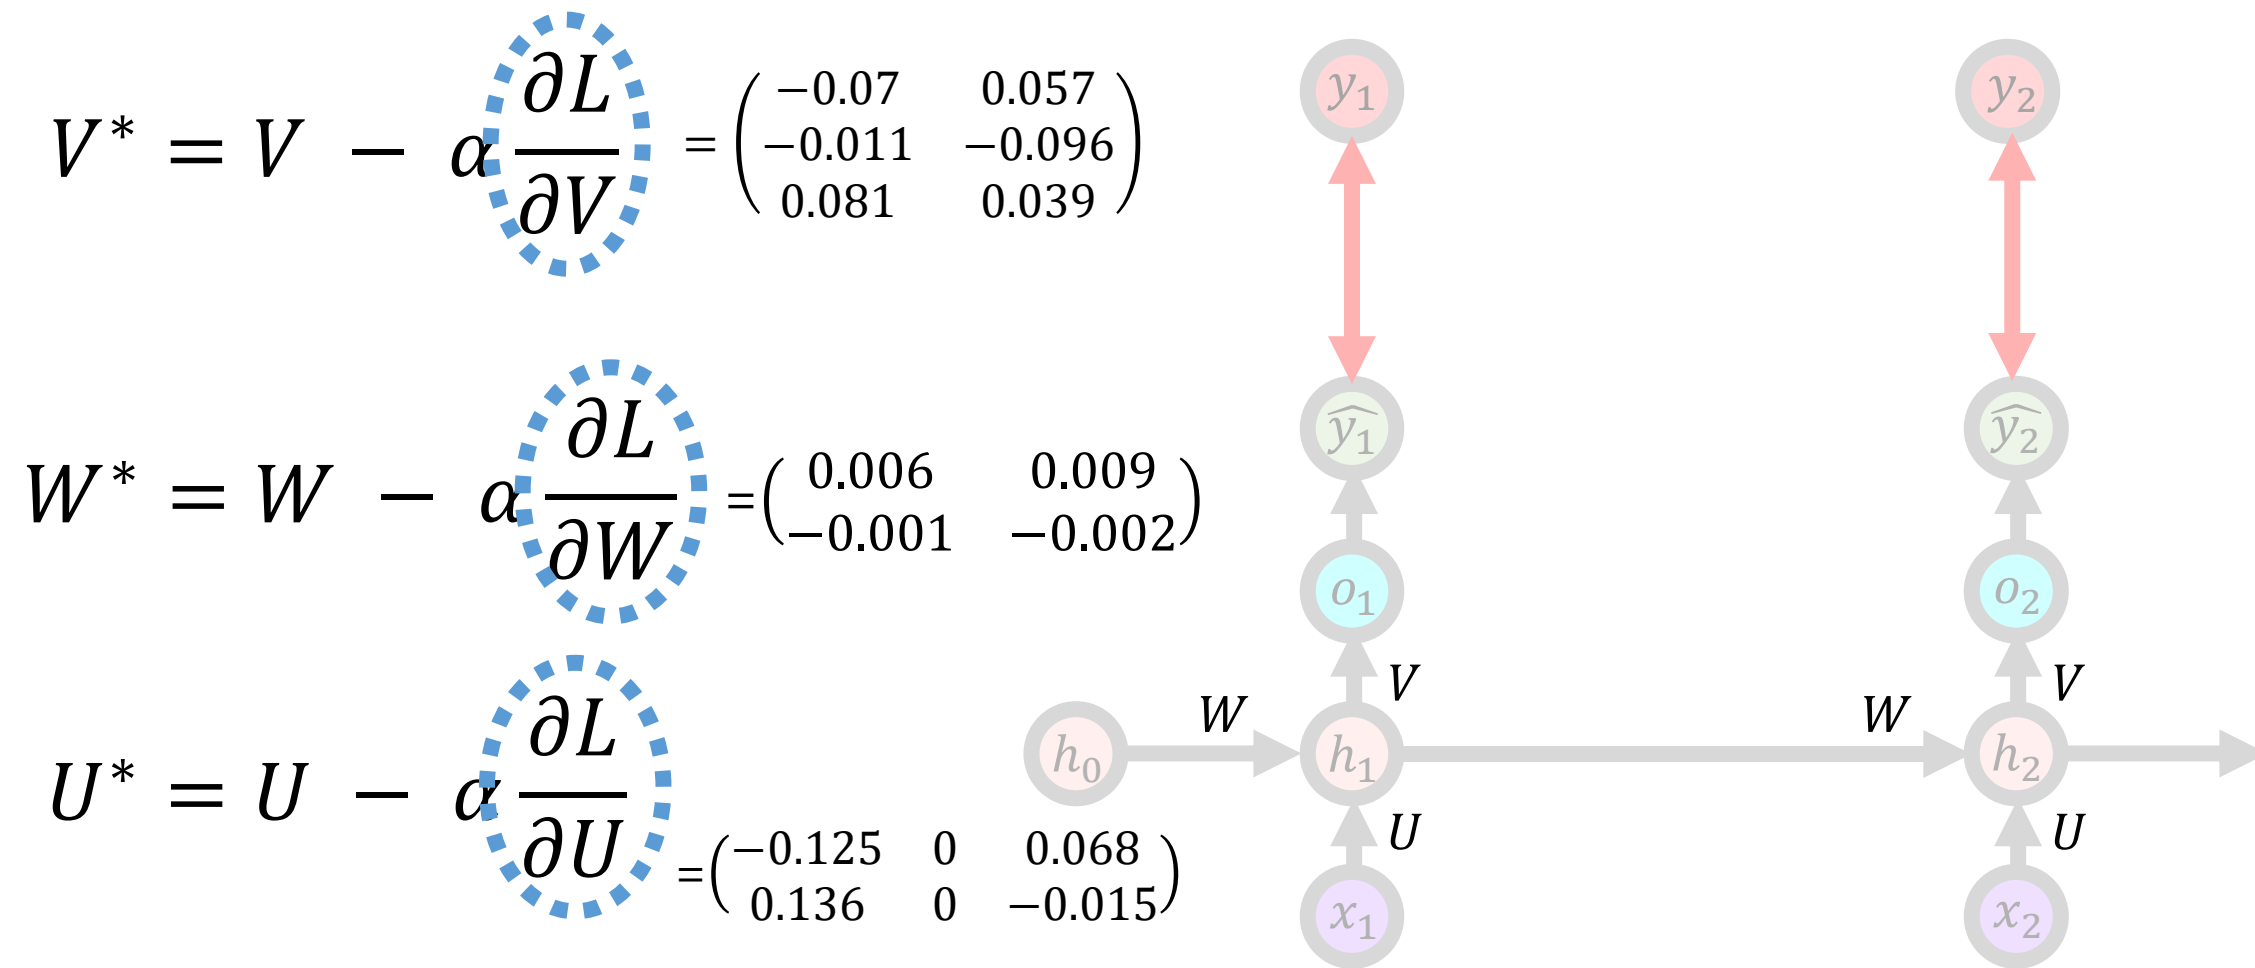 V* = V − α ∂L/∂V = (−0.07 0.057
−0.011 −0.096
0.081 0.039)
W* = W − α ∂L/∂W = (0.006 0.009
−0.001 −0.002)
U* = U − α ∂L/∂U = (−0.125 0 0.068
0.136 0 −0.015)
y₁ y₂
ŷ₁ ŷ₂
o₁ o₂
V V
W W
h₀ h₁ h₂
U U
x₁ x₂